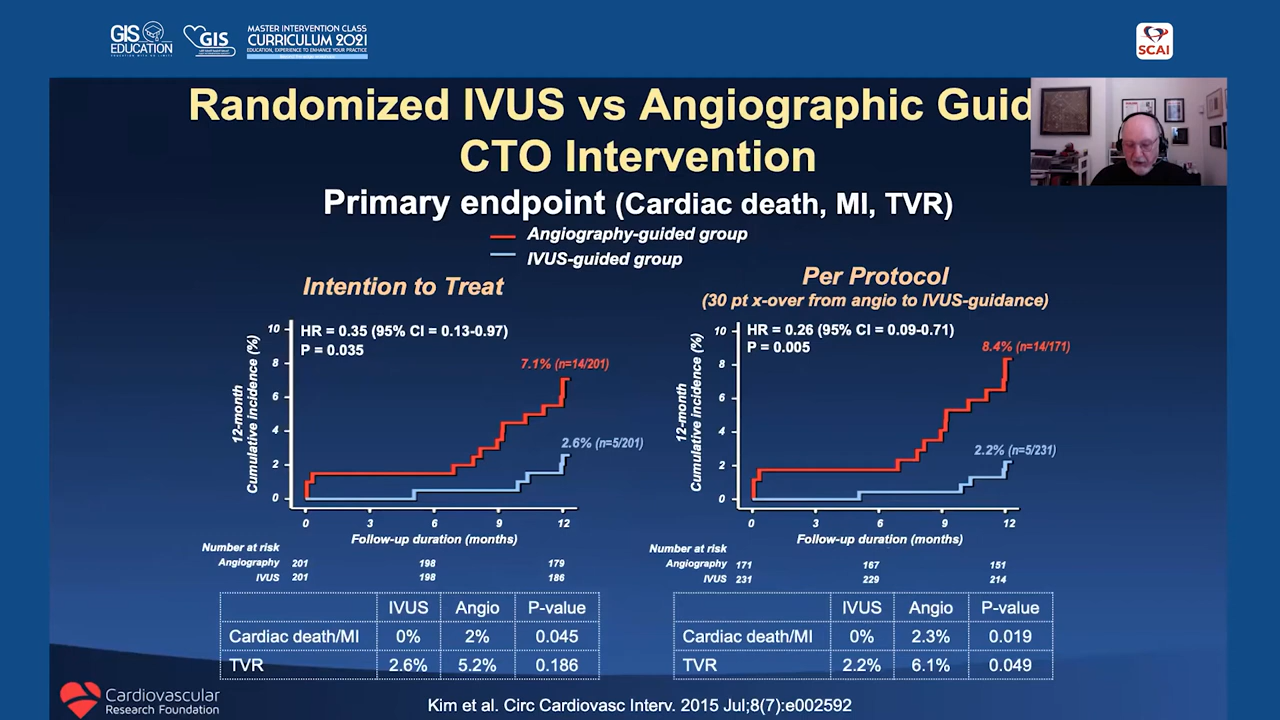 GIS
EDUCATION
GIS
MASTER INTERVENTION CLASS
CURRICULUM 2021
EDUCATION, EXPERIENCE TO ENHANCE YOUR PRACTICE
SCAI
Randomized IVUS vs Angiographic Guid
CTO Intervention
Primary endpoint (Cardiac death, MI, TVR)
Angiography-guided group
IVUS-guided group
Intention to Treat
12-month
Cumulative incidence (%)
10
8
6
4
2
0
HR = 0.35 (95% CI = 0.13-0.97)
P = 0.035
7.1% (n=14/201)
2.6% (n=5/201)
0 3 6 9 12
Follow-up duration (months)
Number at risk
Angiography 201 198 179
IVUS 201 198 186
IVUS Angio P-value
Cardiac death/MI 0% 2% 0.045
TVR 2.6% 5.2% 0.186
Per Protocol
(30 pt x-over from angio to IVUS-guidance)
12-month
Cumulative incidence (%)
10
8
6
4
2
0
HR = 0.26 (95% CI = 0.09-0.71)
P = 0.005
8.4% (n=14/171)
2.2% (n=5/231)
0 3 6 9 12
Follow-up duration (months)
Number at risk
Angiography 171 167 151
IVUS 231 229 214
IVUS Angio P-value
Cardiac death/MI 0% 2.3% 0.019
TVR 2.2% 6.1% 0.049
Cardiovascular
Research Foundation
Kim et al. Circ Cardiovasc Interv. 2015 Jul;8(7):e002592